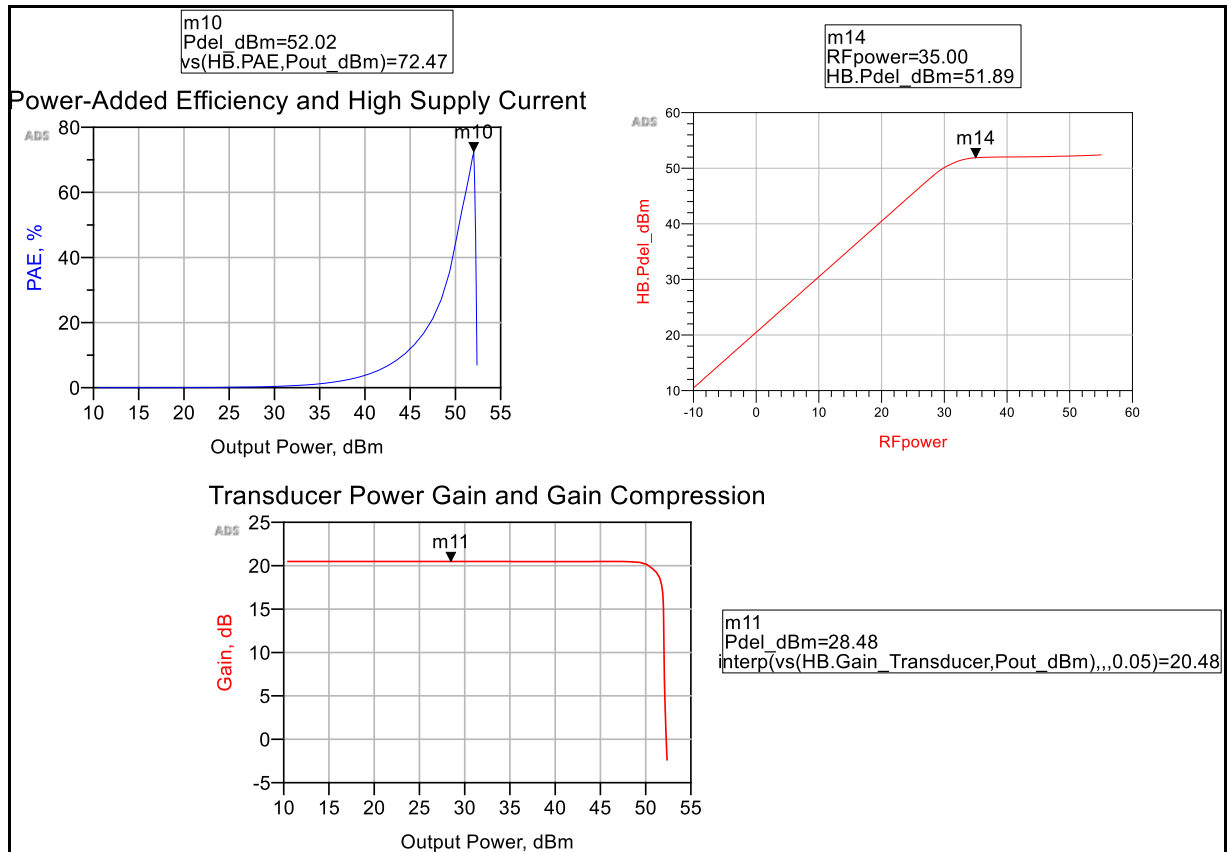 m10
Pdel_dBm=52.02
vs(HB.PAE,Pout_dBm)=72.47
m14
RFpower=35.00
HB.Pdel_dBm=51.89
Power-Added Efficiency and High Supply Current
ADS
m10
80
60
40
20
0
PAE, %
10 15 20 25 30 35 40 45 50 55
Output Power, dBm
ADS
m14
60
50
40
30
20
10
HB.Pdel_dBm
-10 0 10 20 30 40 50 60
RFpower
Transducer Power Gain and Gain Compression
ADS
m11
25
20
15
10
5
0
-5
Gain, dB
10 15 20 25 30 35 40 45 50 55
Output Power, dBm
m11
Pdel_dBm=28.48
interp(vs(HB.Gain_Transducer,Pout_dBm),,,0.05)=20.48